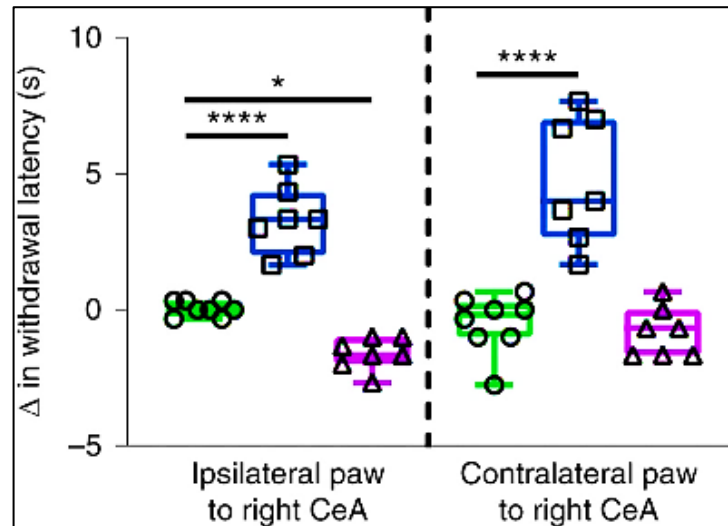 10
5
0
–5
Δ in withdrawal latency (s)
*
****
****
Ipsilateral paw
to right CeA
Contralateral paw
to right CeA